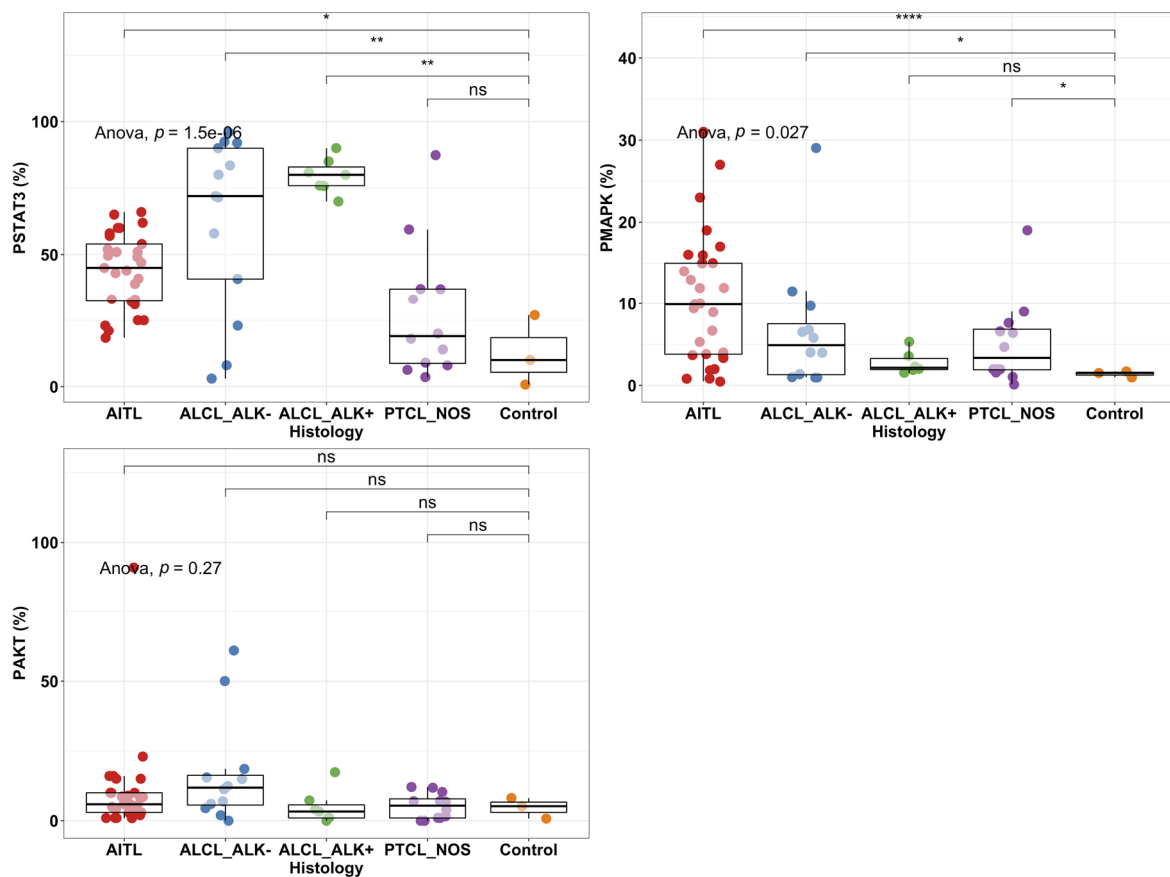 *
**
**
ns
Anova, p = 1.5e-06
100
50
0
PSTAT3 (%)
AITL ALCL_ALK- ALCL_ALK+ PTCL_NOS Control
Histology
****
*
ns
*
Anova, p = 0.027
40
30
20
10
0
PMAPK (%)
AITL ALCL_ALK- ALCL_ALK+ PTCL_NOS Control
Histology
ns
ns
ns
ns
Anova, p = 0.27
100
50
0
PAKT (%)
AITL ALCL_ALK- ALCL_ALK+ PTCL_NOS Control
Histology